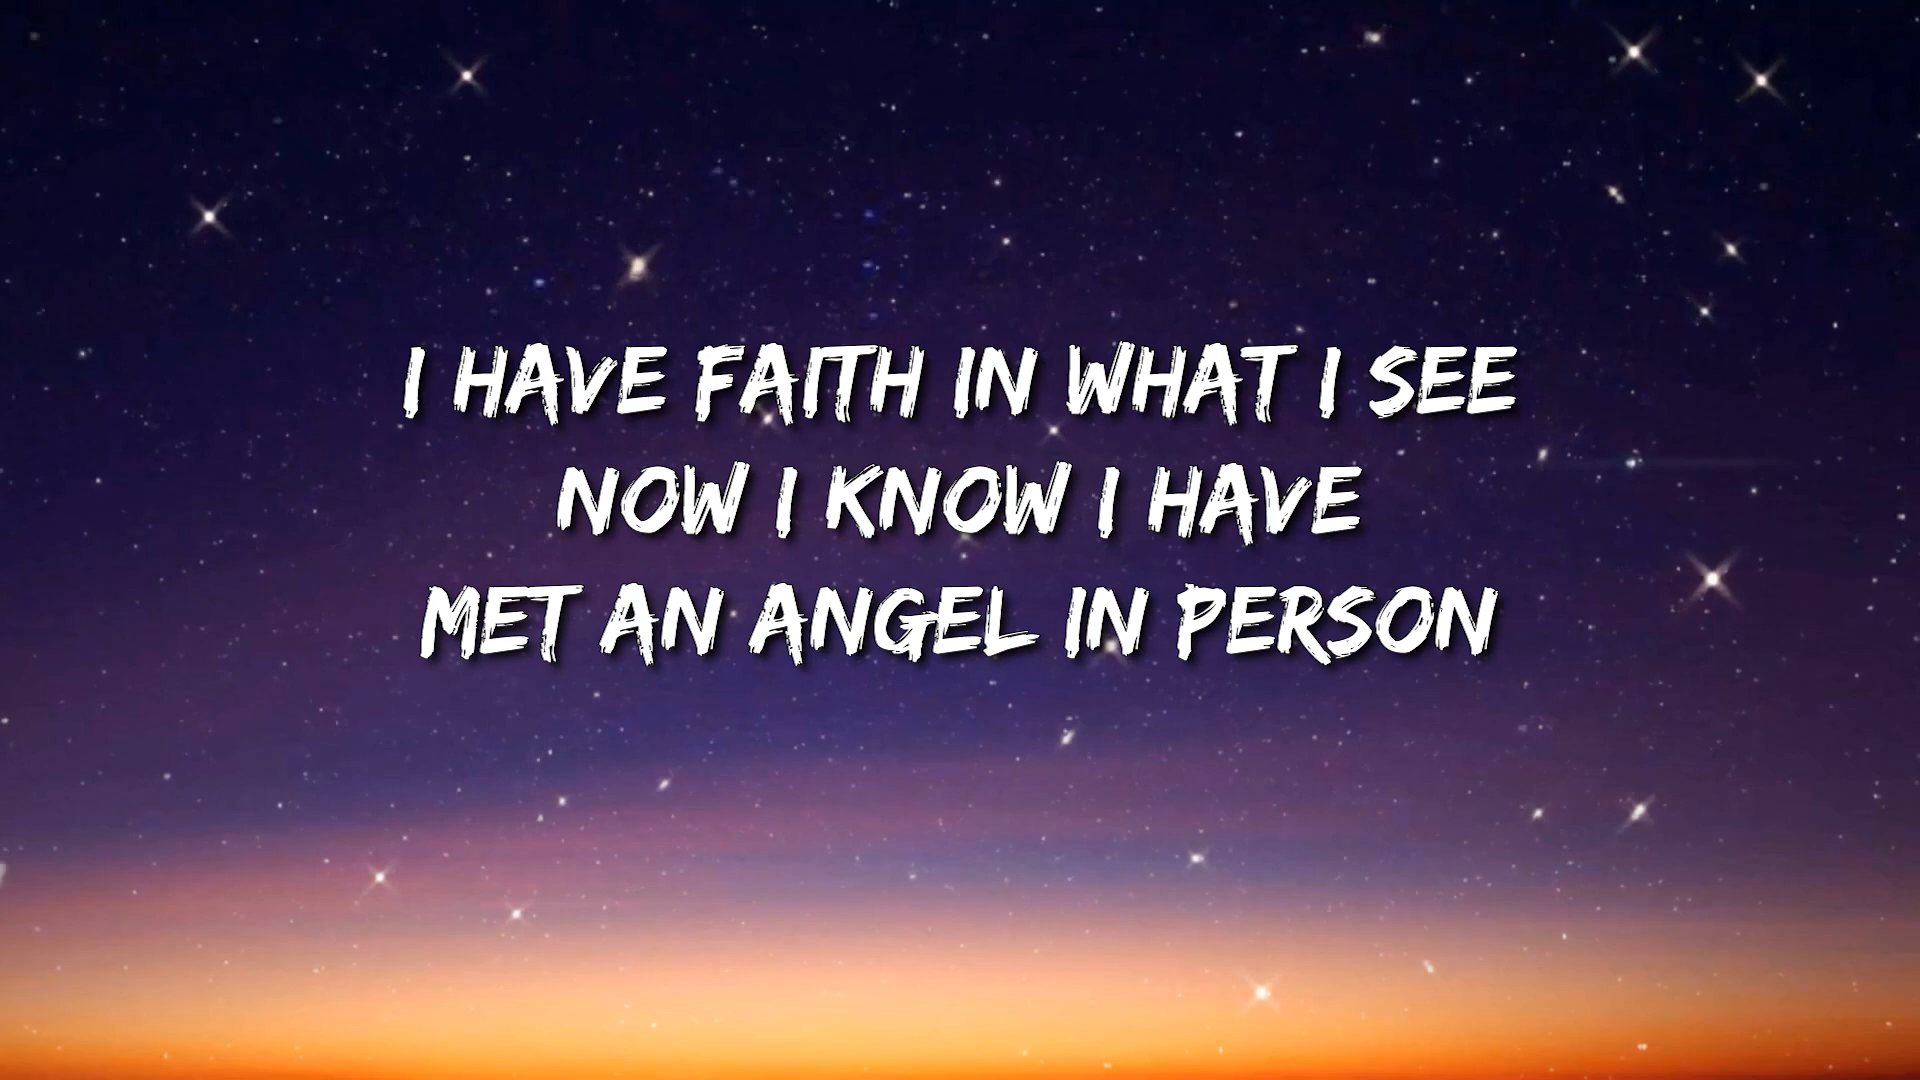 I HAVE FAITH IN WHAT I SEE
NOW I KNOW I HAVE
MET AN ANGEL IN PERSON